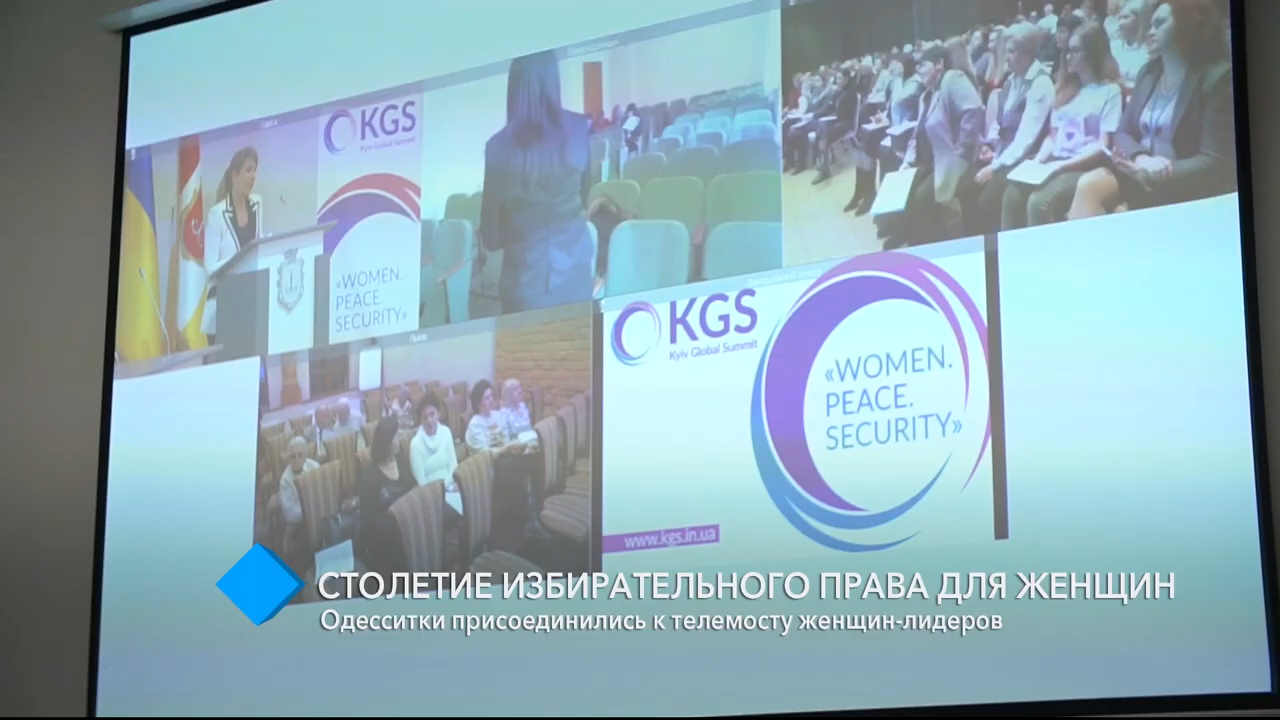 KGS
Kyiv Global Summit
«WOMEN.
PEACE.
SECURITY»
Львів
KGS
Kyiv Global Summit
«WOMEN.
PEACE.
SECURITY»
www.kgs.in.ua
СТОЛЕТИЕ ИЗБИРАТЕЛЬНОГО ПРАВА ДЛЯ ЖЕНЩИН
Одесситки присоединились к телемосту женщин-лидеров